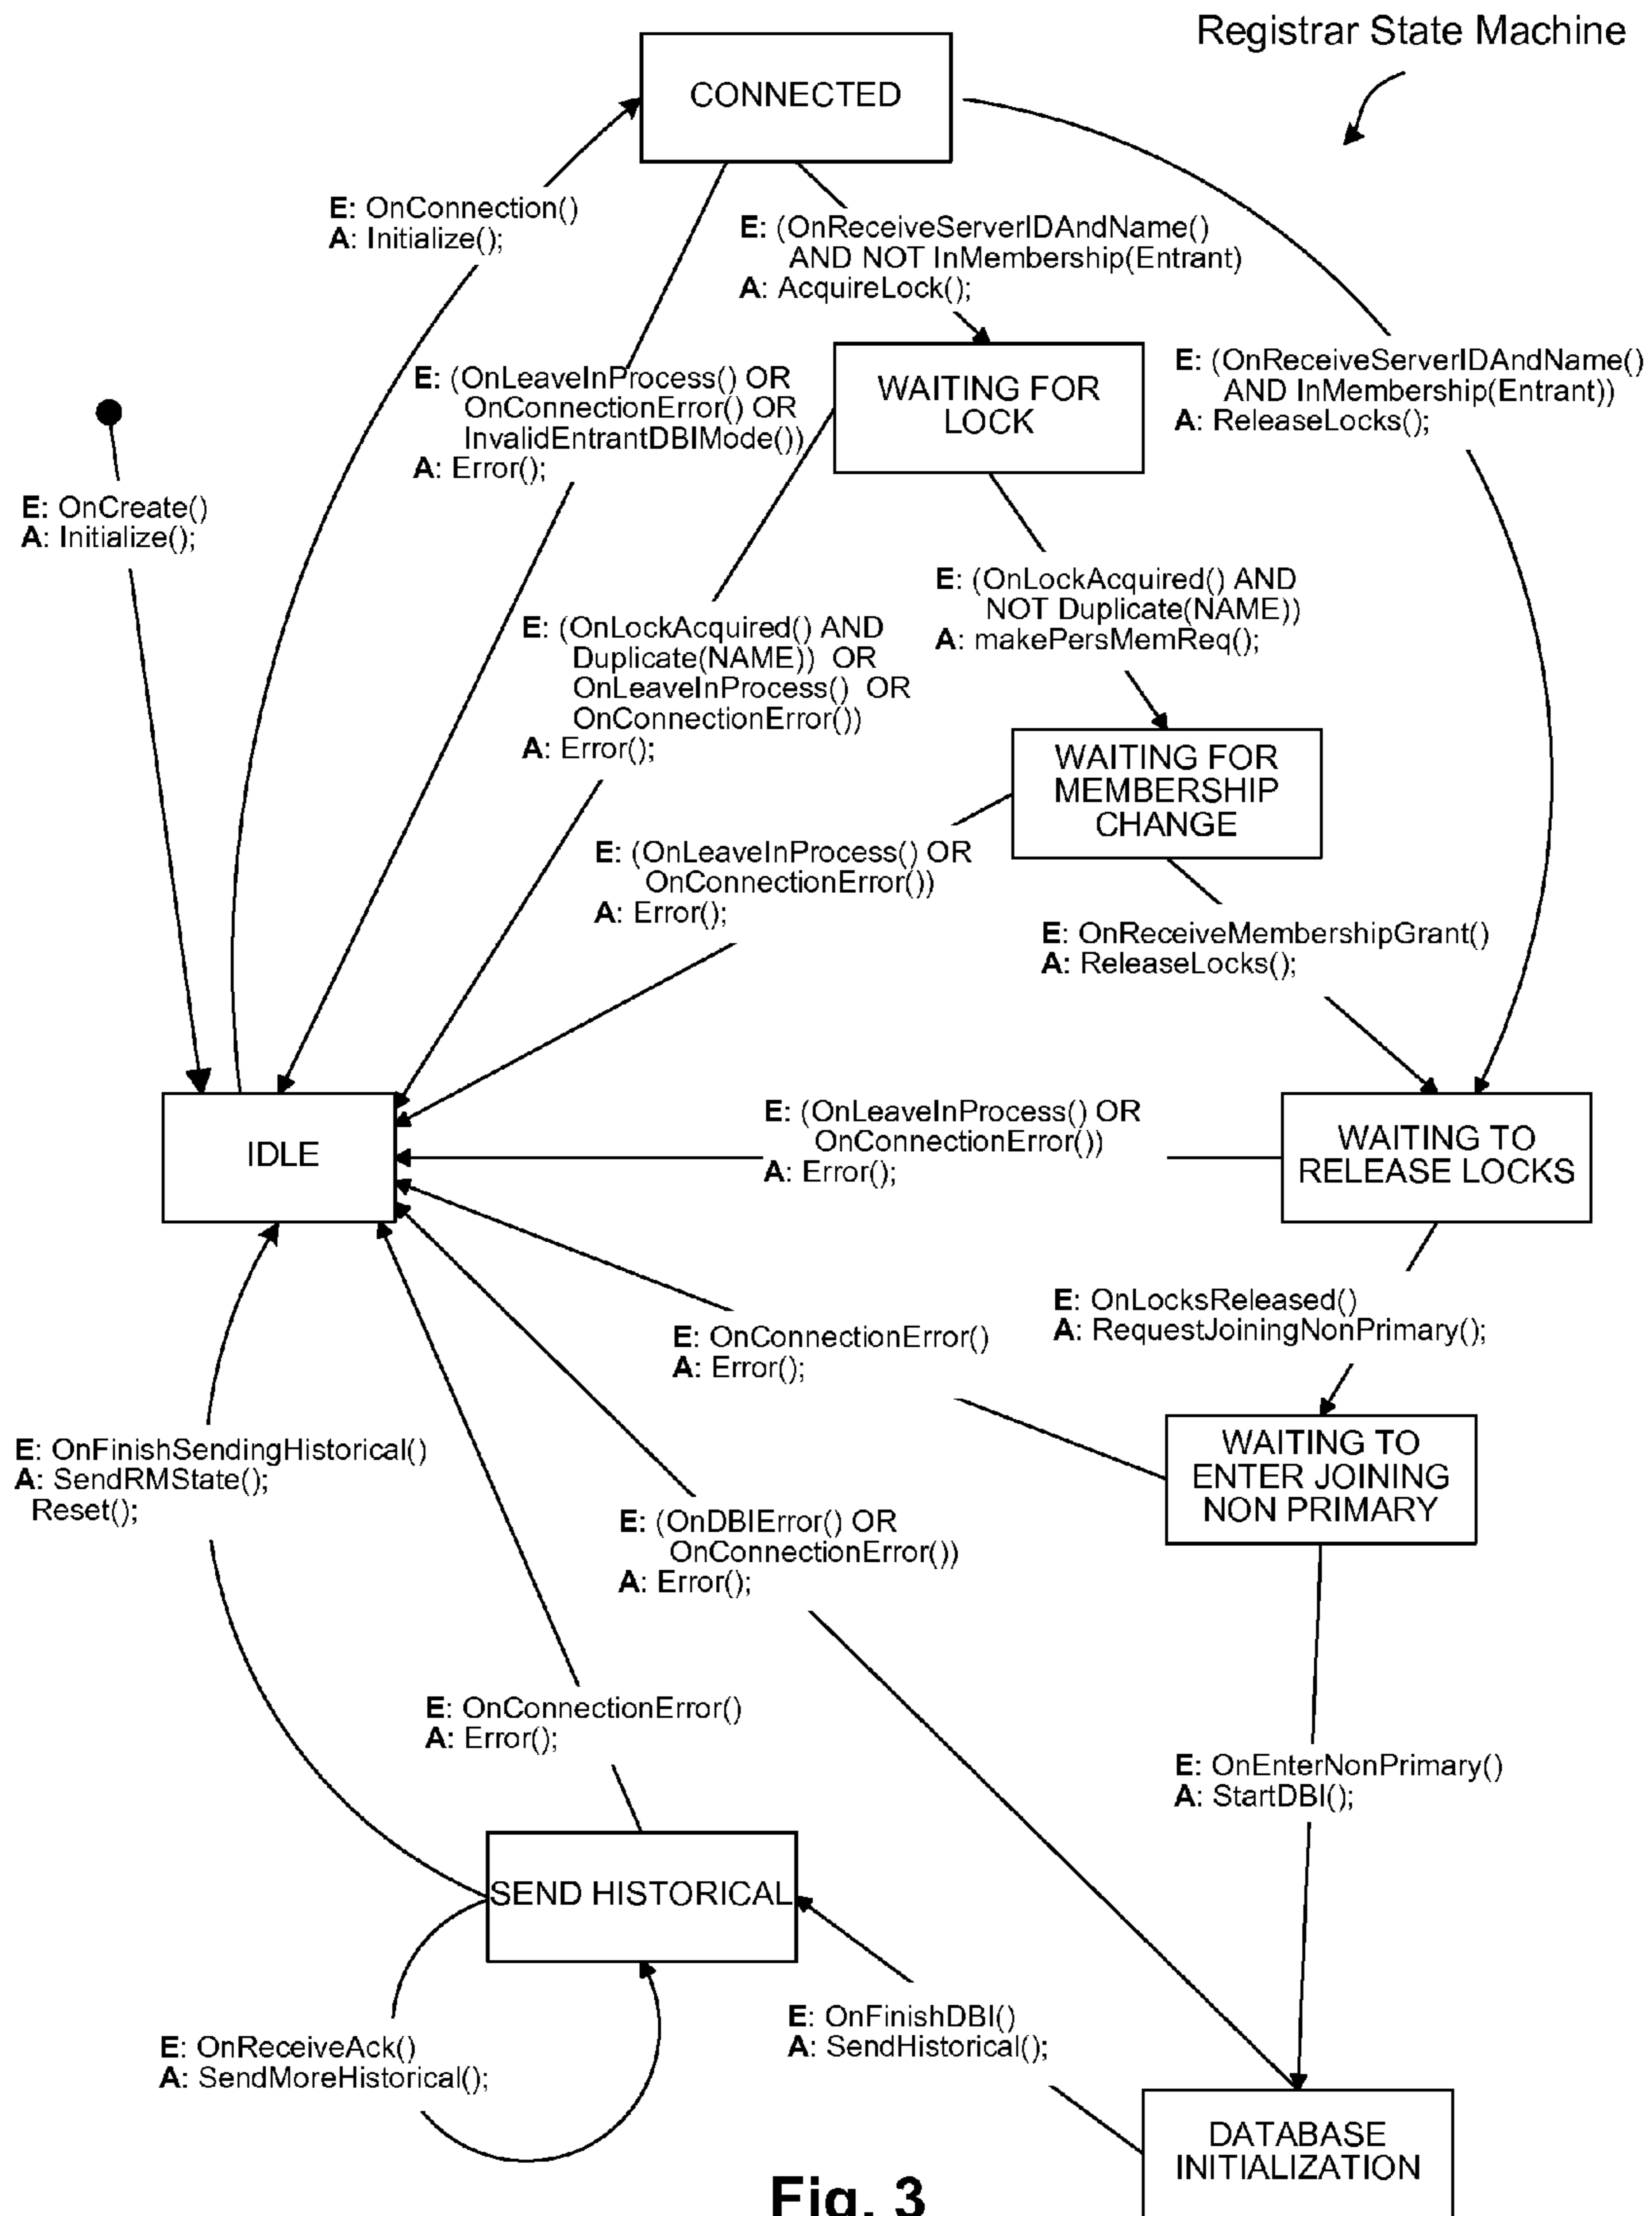 Registrar State Machine
CONNECTED
E: OnConnection()
A: Initialize();
E: (OnReceiveServerIDAndName()
AND NOT InMembership(Entrant)
A: AcquireLock();
E: (OnReceiveServerIDAndName()
AND InMembership(Entrant))
A: ReleaseLocks();
E: (OnLeaveInProcess() OR
OnConnectionError() OR
InvalidEntrantDBIMode())
A: Error();
WAITING FOR
LOCK
E: OnCreate()
A: Initialize();
E: (OnLockAcquired() AND
NOT Duplicate(NAME))
A: makePersMemReq();
E: (OnLockAcquired() AND
Duplicate(NAME)) OR
OnLeaveInProcess() OR
OnConnectionError())
A: Error();
WAITING FOR
MEMBERSHIP
CHANGE
E: (OnLeaveInProcess() OR
OnConnectionError())
A: Error();
E: OnReceiveMembershipGrant()
A: ReleaseLocks();
IDLE
E: (OnLeaveInProcess() OR
OnConnectionError())
A: Error();
WAITING TO
RELEASE LOCKS
E: OnLocksReleased()
A: RequestJoiningNonPrimary();
E: OnConnectionError()
A: Error();
WAITING TO
ENTER JOINING
NON PRIMARY
E: OnFinishSendingHistorical()
A: SendRMState();
Reset();
E: (OnDBIError() OR
OnConnectionError())
A: Error();
E: OnConnectionError()
A: Error();
E: OnEnterNonPrimary()
A: StartDBI();
SEND HISTORICAL
E: OnFinishDBI()
A: SendHistorical();
E: OnReceiveAck()
A: SendMoreHistorical();
DATABASE
INITIALIZATION
Fig. 3